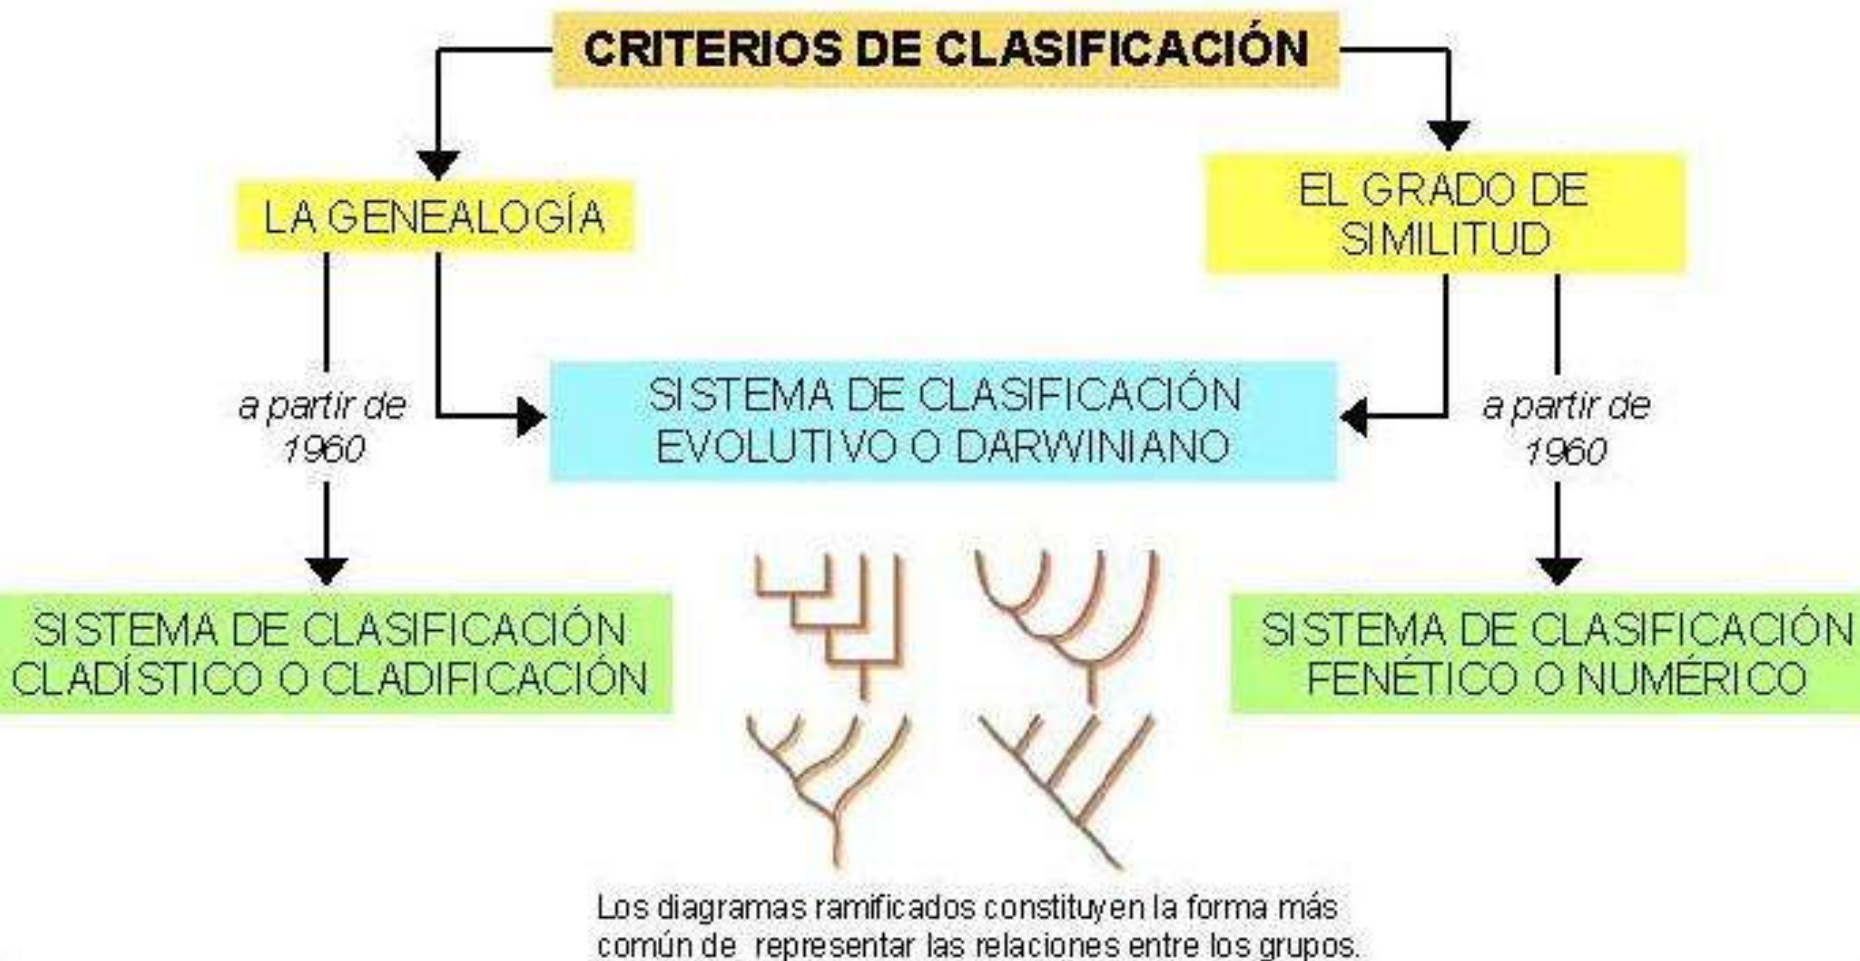 CRITERIOS DE CLASIFICACIÓN
LA GENEALOGÍA
EL GRADO DE
SIMILITUD
a partir de
1960
SISTEMA DE CLASIFICACIÓN
EVOLUTIVO O DARWINIANO
a partir de
1960
SISTEMA DE CLASIFICACIÓN
CLADÍSTICO O CLADIFICACIÓN
SISTEMA DE CLASIFICACIÓN
FENÉTICO O NUMÉRICO
Los diagramas ramificados constituyen la forma más
común de representar las relaciones entre los grupos.